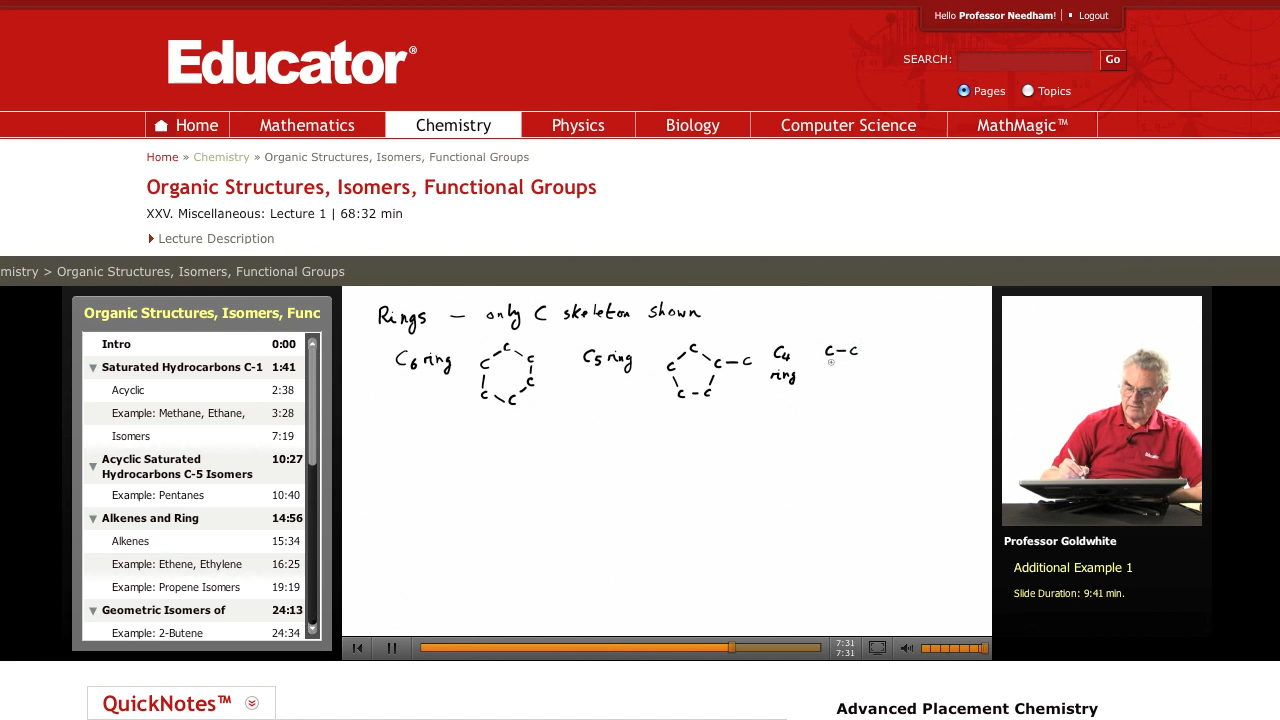 Hello Professor Needham! | Logout
Educator®
SEARCH: Go
Pages Topics
Home Mathematics Chemistry Physics Biology Computer Science MathMagic™
Home » Chemistry » Organic Structures, Isomers, Functional Groups
Organic Structures, Isomers, Functional Groups
XXV. Miscellaneous: Lecture 1 | 68:32 min
Lecture Description
mistry > Organic Structures, Isomers, Functional Groups
Organic Structures, Isomers, Func
Intro 0:00
Saturated Hydrocarbons C-1 1:41
Acyclic 2:38
Example: Methane, Ethane, 3:28
Isomers 7:19
Acyclic Saturated 10:27
Hydrocarbons C-5 Isomers
Example: Pentanes 10:40
Alkenes and Ring 14:56
Alkenes 15:34
Example: Ethene, Ethylene 16:25
Example: Propene Isomers 19:19
Geometric Isomers of 24:13
Example: 2-Butene 24:34
Rings — only C skeleton shown
C6 ring C C C C C C
C5 ring C C C C C – C
C4 ring C – C
7:31
7:31
Professor Goldwhite
Additional Example 1
Slide Duration: 9:41 min.
QuickNotes™
Advanced Placement Chemistry